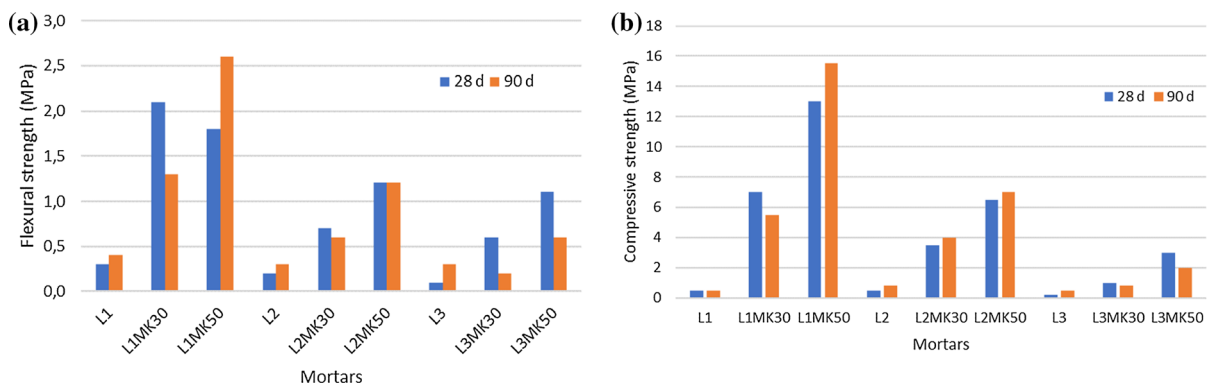 (a)
3,0
2,5
2,0
1,5
1,0
0,5
0,0
Flexural strength (MPa)
28 d 90 d
L1 L1MK30 L1MK50 L2 L2MK30 L2MK50 L3 L3MK30 L3MK50
Mortars
(b)
18
16
14
12
10
8
6
4
2
0
Compressive strength (MPa)
28 d 90 d
L1 L1MK30 L1MK50 L2 L2MK30 L2MK50 L3 L3MK30 L3MK50
Mortars